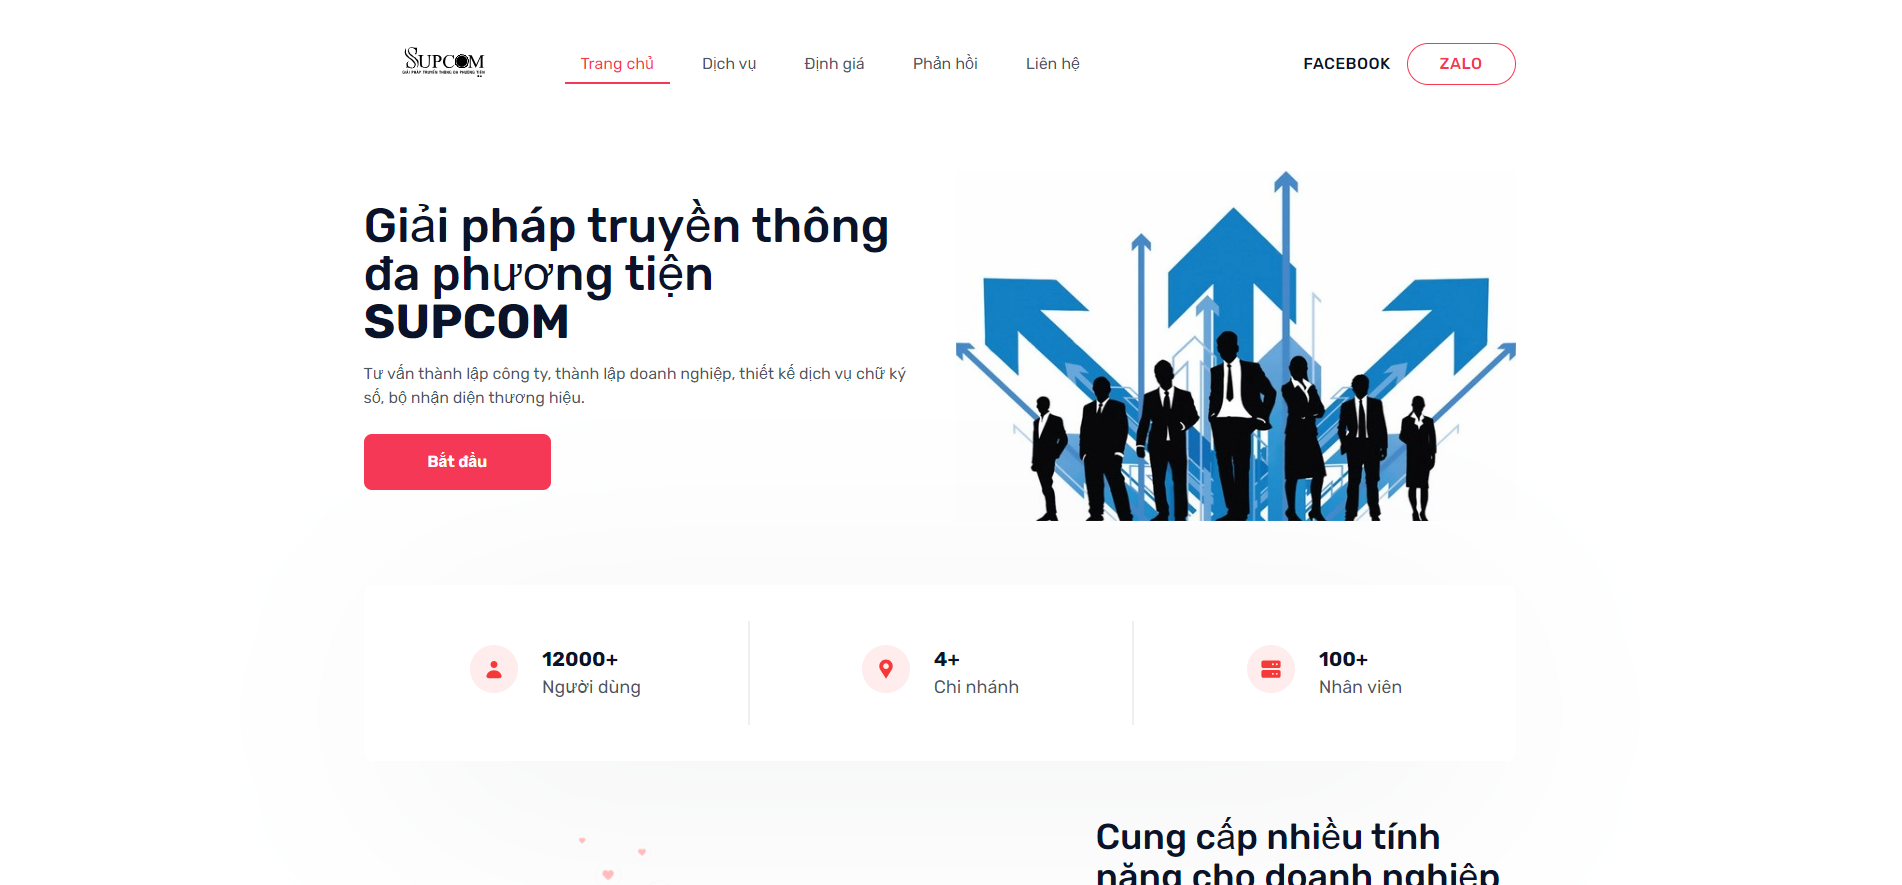 SUPCOM
GIẢI PHÁP TRUYỀN THÔNG ĐA PHƯƠNG TIỆN
Trang chủ
Dịch vụ
Định giá
Phản hồi
Liên hệ
FACEBOOK
ZALO
Giải pháp truyền thông
đa phương tiện
SUPCOM
Tư vấn thành lập công ty, thành lập doanh nghiệp, thiết kế dịch vụ chữ ký
số, bộ nhận diện thương hiệu.
Bắt đầu
12000+
Người dùng
4+
Chi nhánh
100+
Nhân viên
Cung cấp nhiều tính
năng cho doanh nghiệp